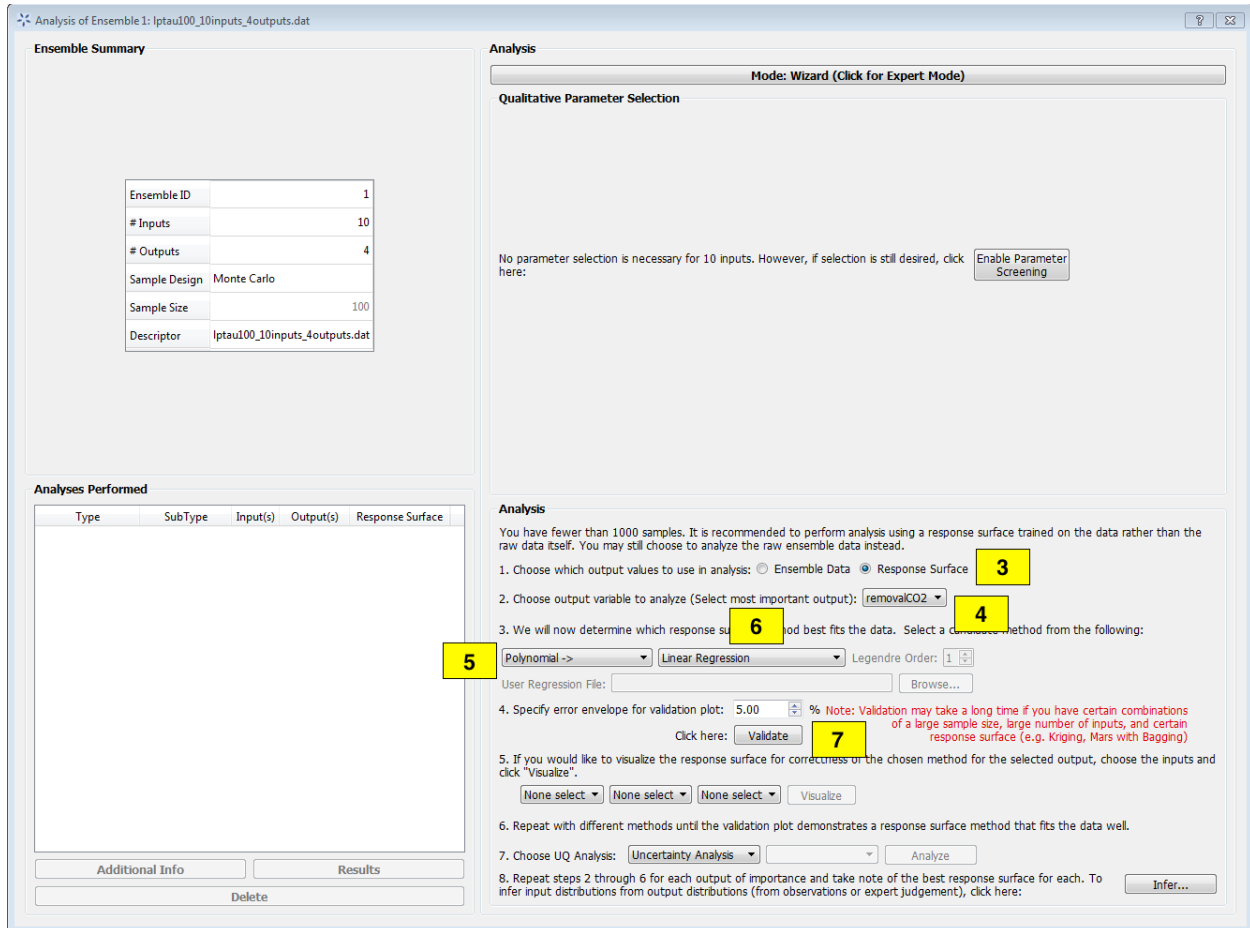 Analysis of Ensemble 1: lptau100_10inputs_4outputs.dat
Ensemble Summary
Ensemble ID 1
# Inputs 10
# Outputs 4
Sample Design Monte Carlo
Sample Size 100
Descriptor lptau100_10inputs_4outputs.dat
Analyses Performed
Type SubType Input(s) Output(s) Response Surface
Additional Info Results
Delete
Analysis
Mode: Wizard (Click for Expert Mode)
Qualitative Parameter Selection
No parameter selection is necessary for 10 inputs. However, if selection is still desired, click
here:
Enable Parameter
Screening
Analysis
You have fewer than 1000 samples. It is recommended to perform analysis using a response surface trained on the data rather than the
raw data itself. You may still choose to analyze the raw ensemble data instead.
1. Choose which output values to use in analysis: Ensemble Data Response Surface 3
2. Choose output variable to analyze (Select most important output): removalCO2 4
3. We will now determine which response su 6 od best fits the data. Select a candidate method from the following:
5 Polynomial -> Linear Regression Legendre Order: 1
User Regression File: Browse...
4. Specify error envelope for validation plot: 5.00 % Note: Validation may take a long time if you have certain combinations
of a large sample size, large number of inputs, and certain
response surface (e.g. Kriging, Mars with Bagging)
Click here: Validate 7
5. If you would like to visualize the response surface for correctness of the chosen method for the selected output, choose the inputs and
click "Visualize".
None select None select None select Visualize
6. Repeat with different methods until the validation plot demonstrates a response surface method that fits the data well.
7. Choose UQ Analysis: Uncertainty Analysis Analyze
8. Repeat steps 2 through 6 for each output of importance and take note of the best response surface for each. To
infer input distributions from output distributions (from observations or expert judgement), click here:
Infer...